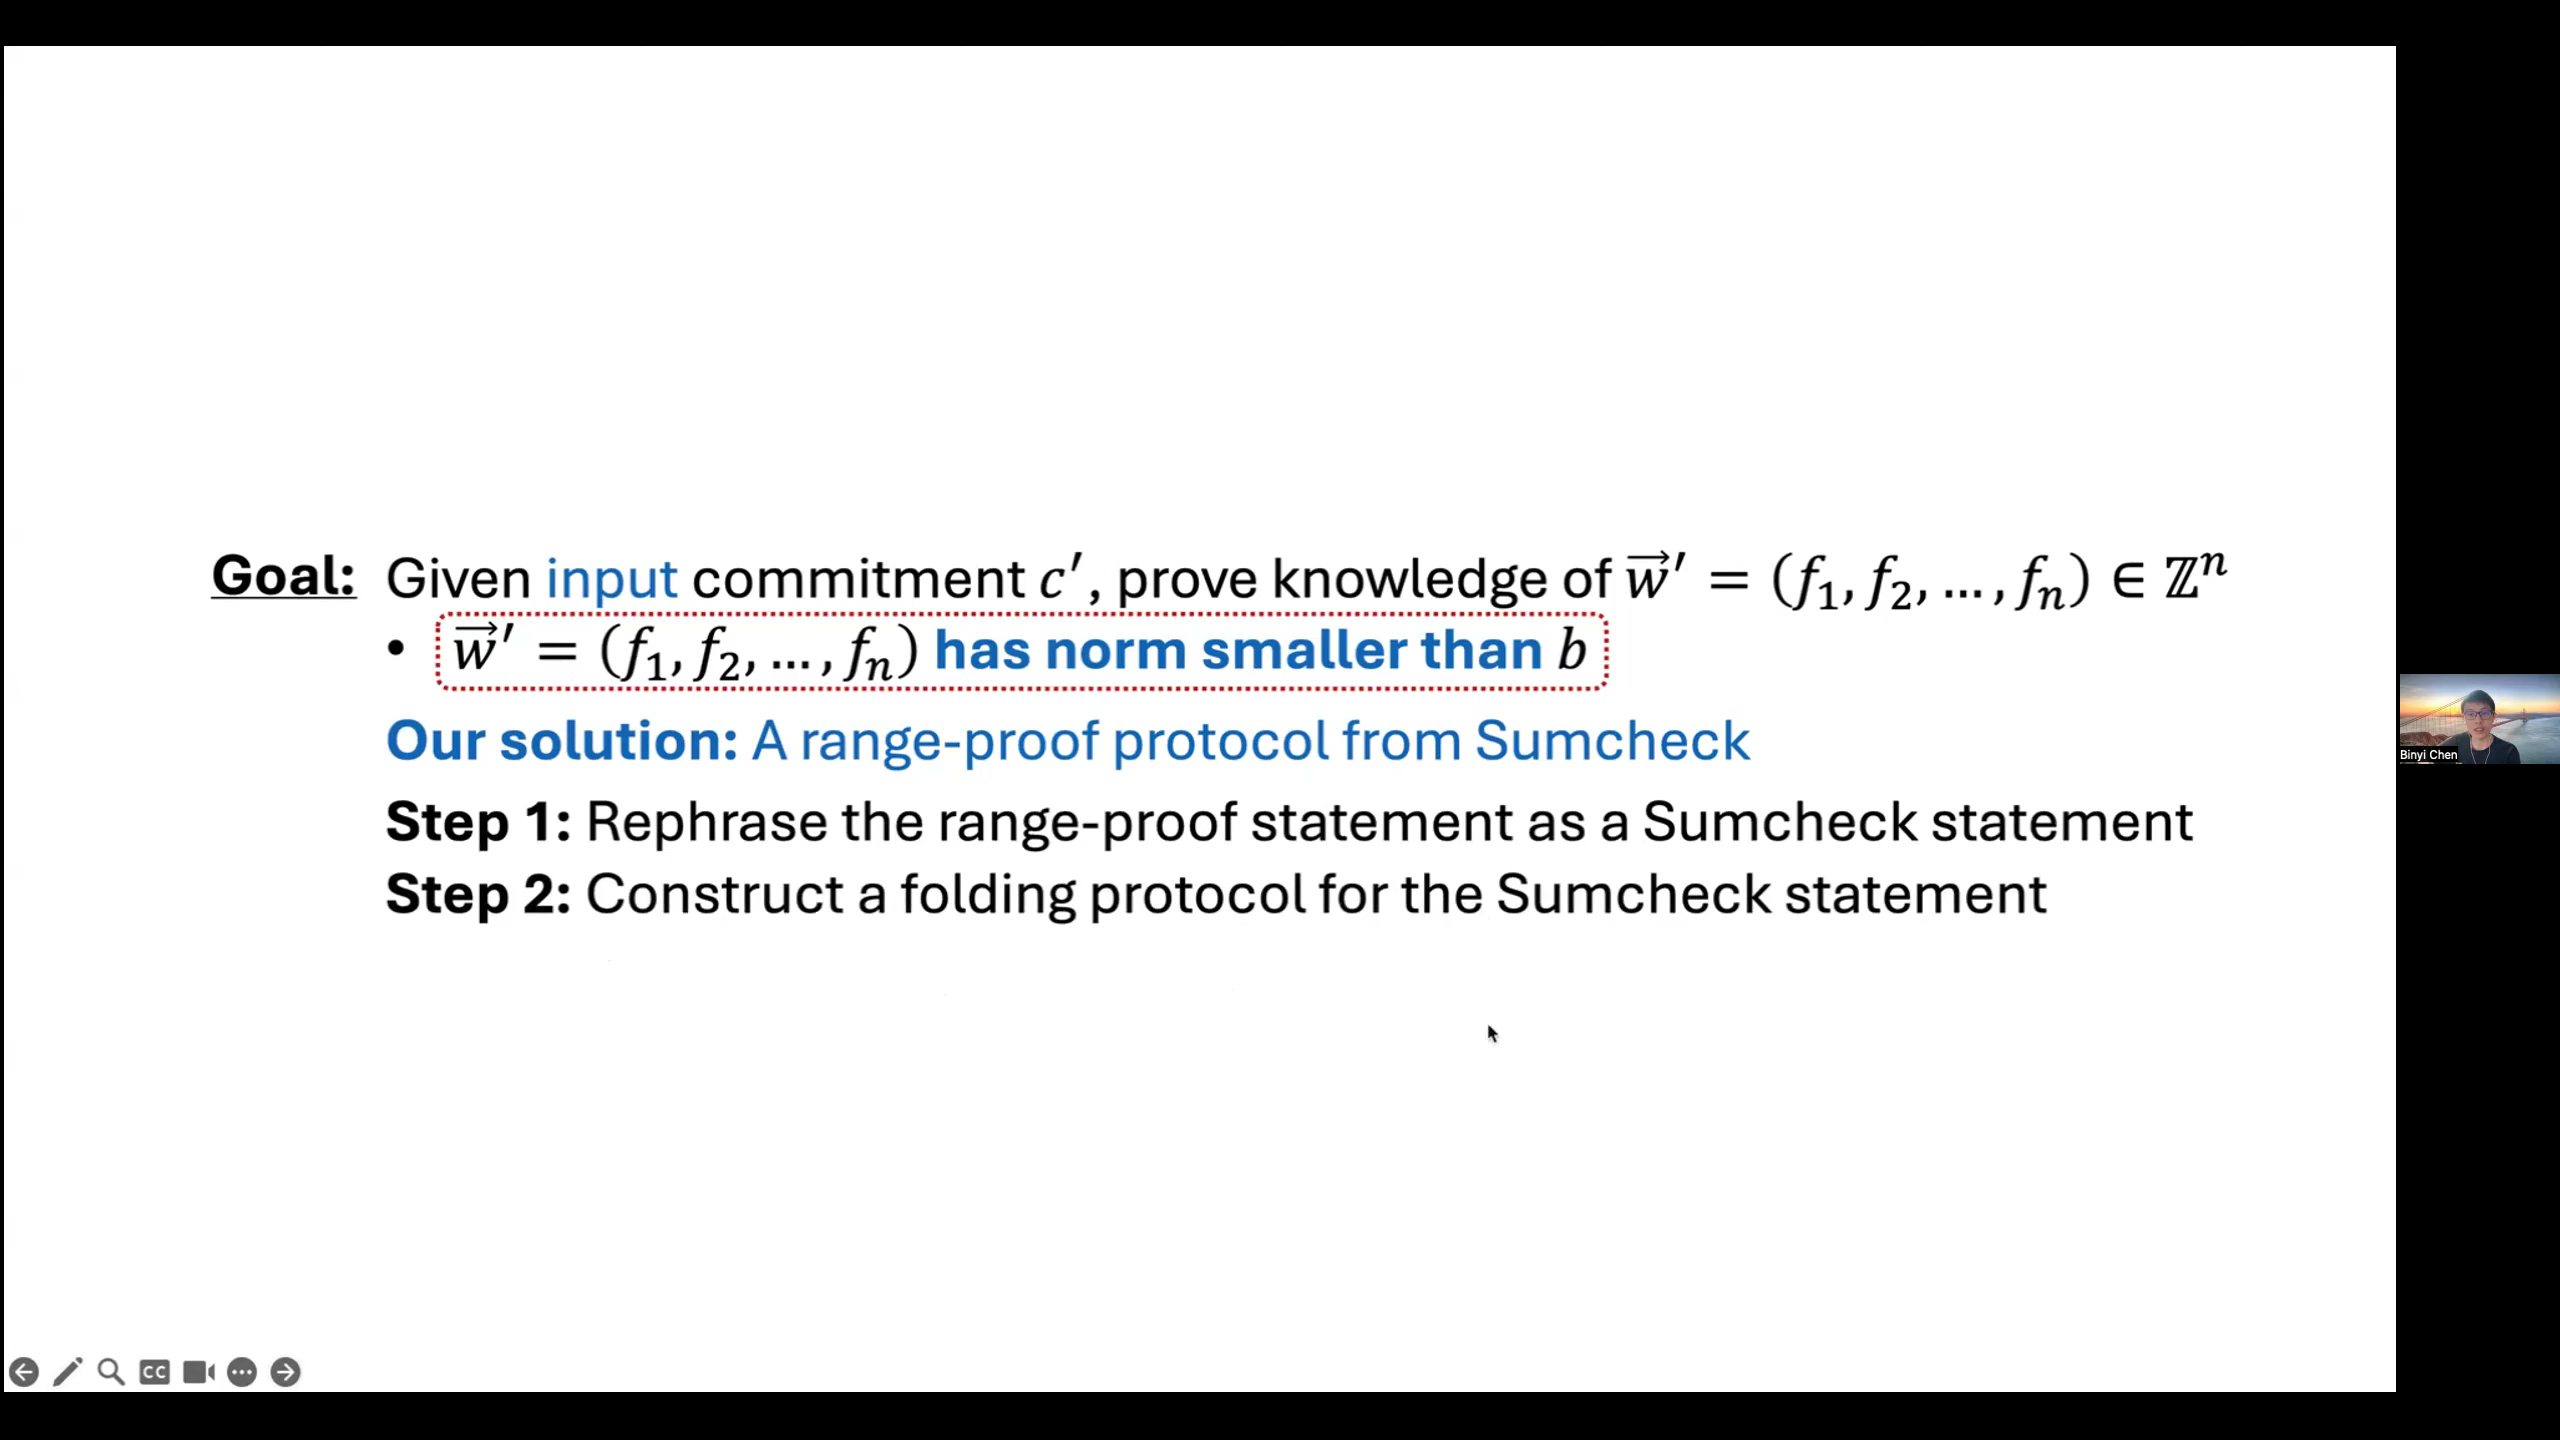 Goal: Given input commitment c′, prove knowledge of w⃗′ = (f₁, f₂, …, fₙ) ∈ ℤⁿ
• w⃗′ = (f₁, f₂, …, fₙ) has norm smaller than b
Our solution: A range-proof protocol from Sumcheck
Step 1: Rephrase the range-proof statement as a Sumcheck statement
Step 2: Construct a folding protocol for the Sumcheck statement
Binyi Chen
CC